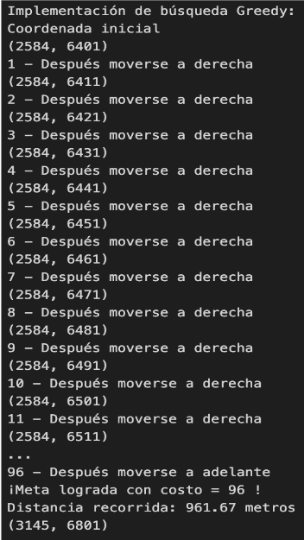 Implementación de búsqueda Greedy:
Coordenada inicial
(2584, 6401)
1 – Después moverse a derecha
(2584, 6411)
2 – Después moverse a derecha
(2584, 6421)
3 – Después moverse a derecha
(2584, 6431)
4 – Después moverse a derecha
(2584, 6441)
5 – Después moverse a derecha
(2584, 6451)
6 – Después moverse a derecha
(2584, 6461)
7 – Después moverse a derecha
(2584, 6471)
8 – Después moverse a derecha
(2584, 6481)
9 – Después moverse a derecha
(2584, 6491)
10 – Después moverse a derecha
(2584, 6501)
11 – Después moverse a derecha
(2584, 6511)
...
96 – Después moverse a adelante
¡Meta lograda con costo = 96 !
Distancia recorrida: 961.67 metros
(3145, 6801)